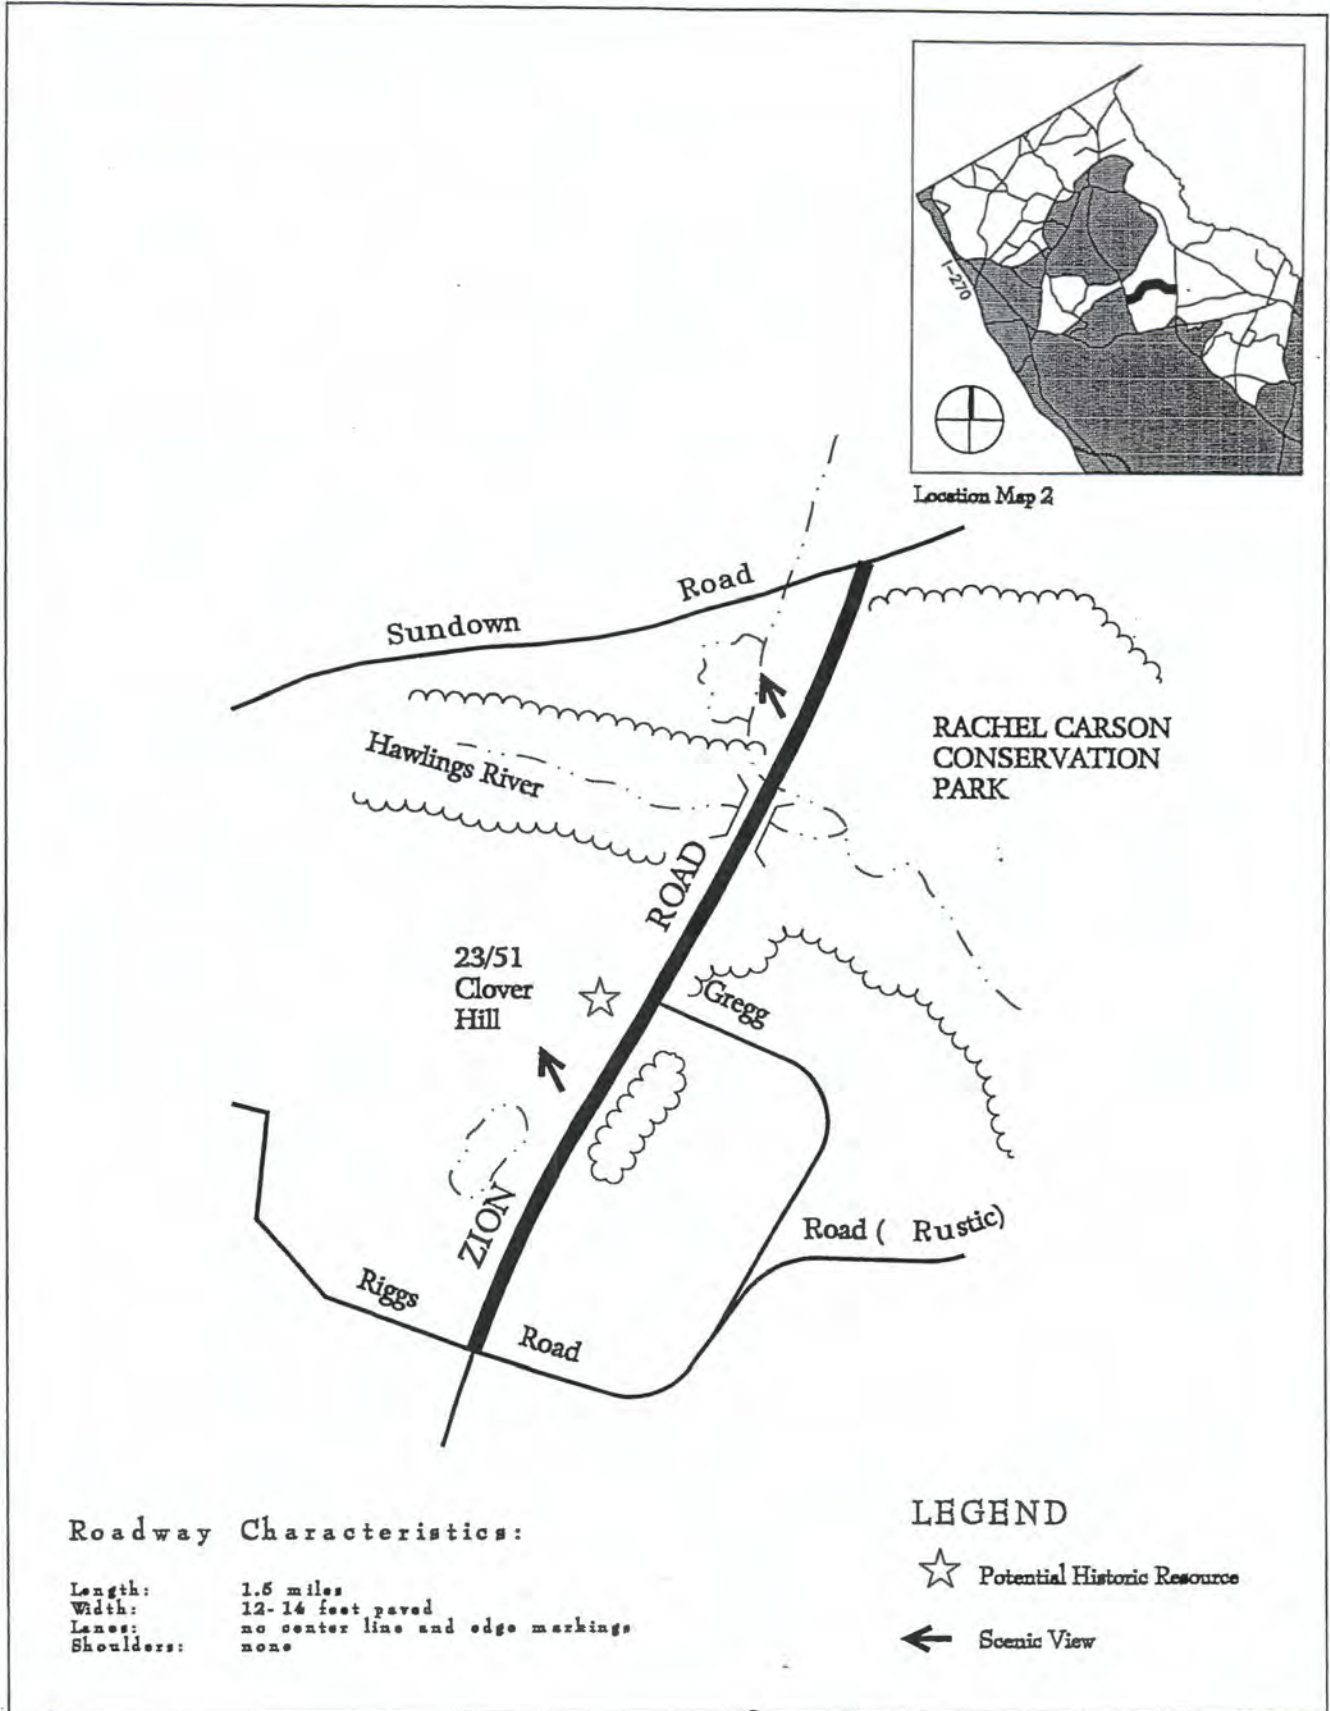 I-270
Location Map 2
Sundown Road
Hawlings River
RACHEL CARSON
CONSERVATION
PARK
ZION ROAD
23/51
Clover
Hill
Gregg
Road ( Rustic)
Riggs Road
Roadway Characteristics:
Length: 1.5 miles
Width: 12-14 feet paved
Lanes: no center line and edge markings
Shoulders: none
LEGEND
Potential Historic Resource
Scenic View